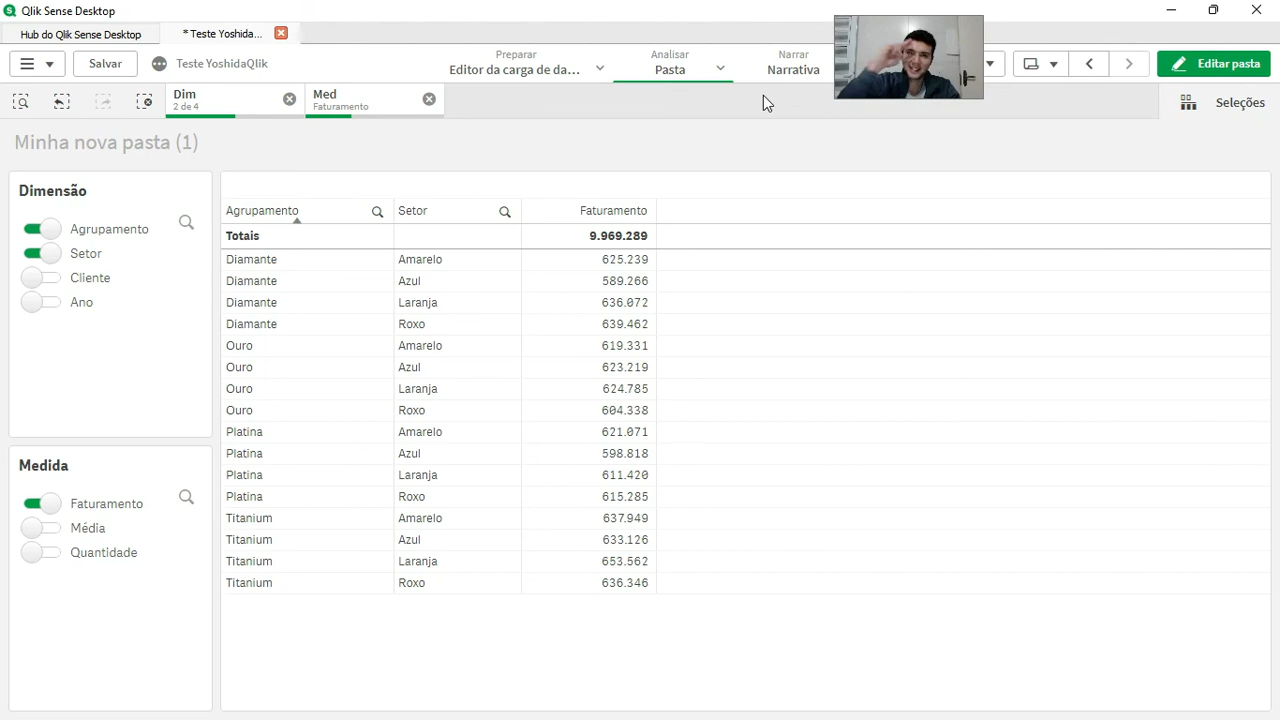 Qlik Sense Desktop
Hub do Qlik Sense Desktop
* Teste Yoshida...
Salvar
Teste YoshidaQlik
Preparar
Editor da carga de da...
Analisar
Pasta
Narrar
Narrativa
Editar pasta
Dim
2 de 4
Med
Faturamento
Seleções
Minha nova pasta (1)
Dimensão
Agrupamento
Setor
Cliente
Ano
Medida
Faturamento
Média
Quantidade
Agrupamento Setor Faturamento
Totais 9.969.289
Diamante Amarelo 625.239
Diamante Azul 589.266
Diamante Laranja 636.072
Diamante Roxo 639.462
Ouro Amarelo 619.331
Ouro Azul 623.219
Ouro Laranja 624.785
Ouro Roxo 604.338
Platina Amarelo 621.071
Platina Azul 598.818
Platina Laranja 611.420
Platina Roxo 615.285
Titanium Amarelo 637.949
Titanium Azul 633.126
Titanium Laranja 653.562
Titanium Roxo 636.346